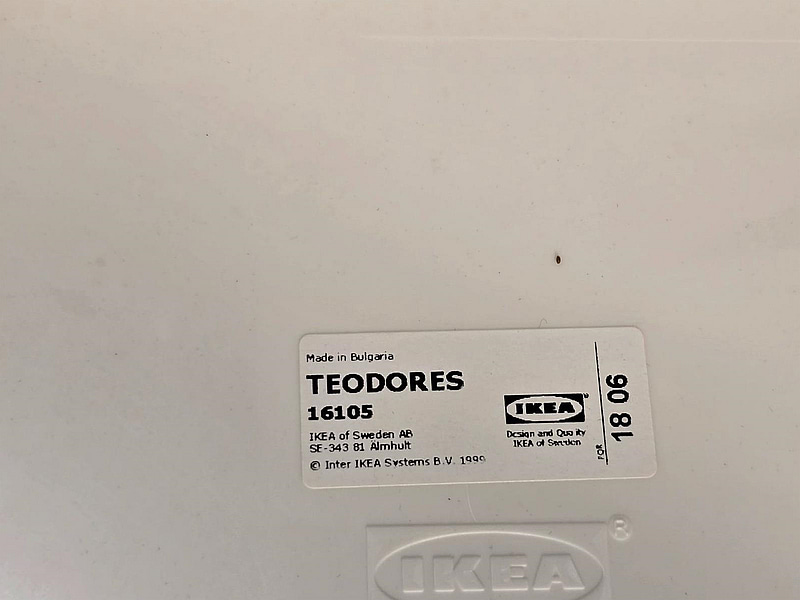 Made in Bulgaria
TEODORES
16105
IKEA of Sweden AB
SE-343 81 Älmhult
© Inter IKEA Systems B.V. 1999
IKEA®
Design and Quality
IKEA of Sweden
FQR
18 06
IKEA®